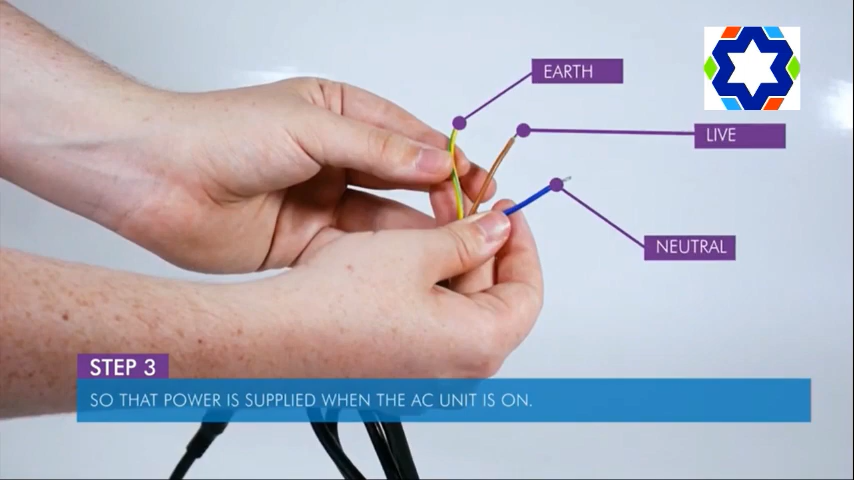 EARTH
LIVE
NEUTRAL
STEP 3
SO THAT POWER IS SUPPLIED WHEN THE AC UNIT IS ON.